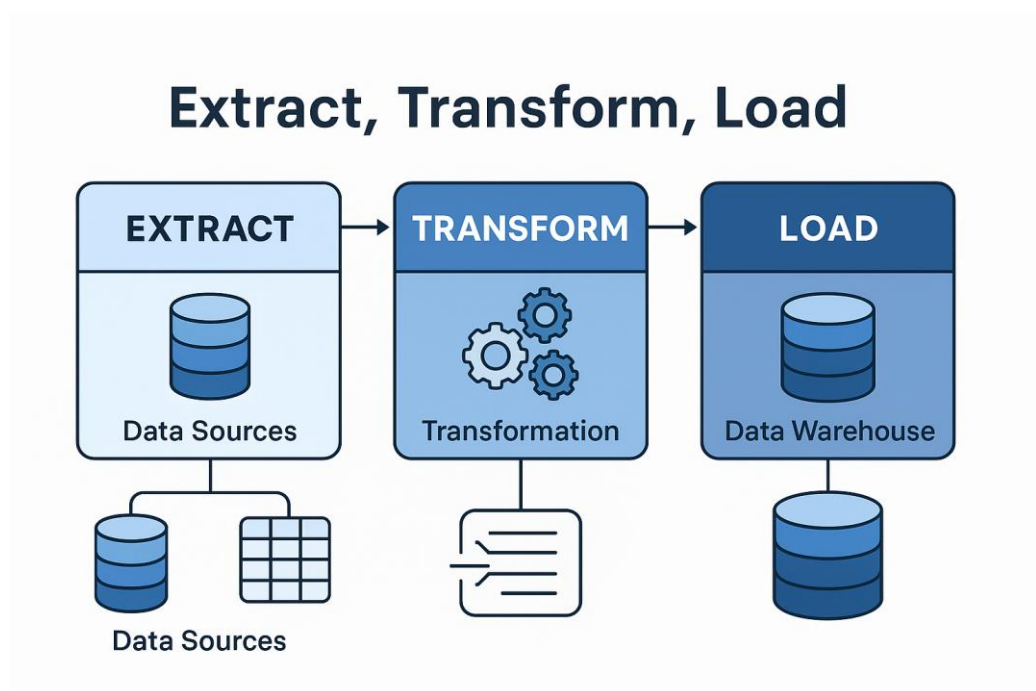 Extract, Transform, Load
EXTRACT
TRANSFORM
LOAD
Data Sources
Transformation
Data Warehouse
Data Sources